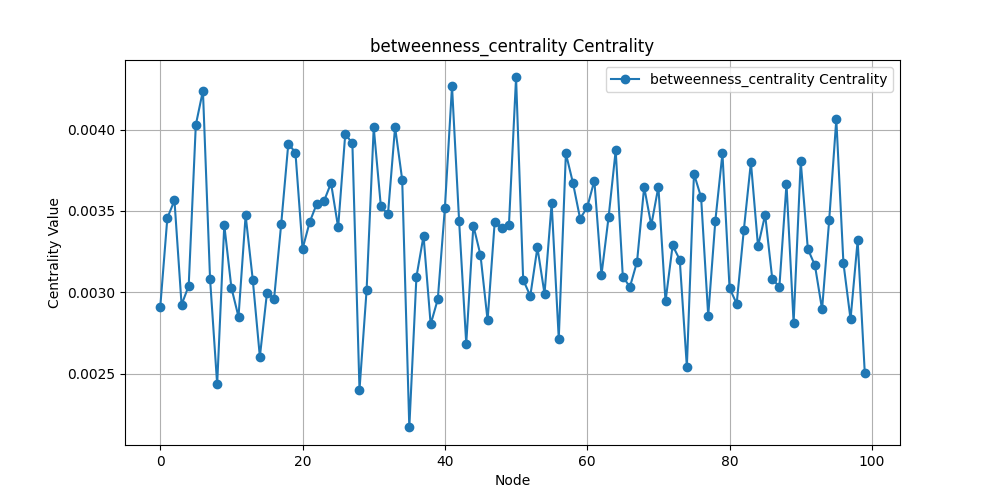 betweenness_centrality Centrality
betweenness_centrality Centrality
Centrality Value
0.0040
0.0035
0.0030
0.0025
0 20 40 60 80 100
Node